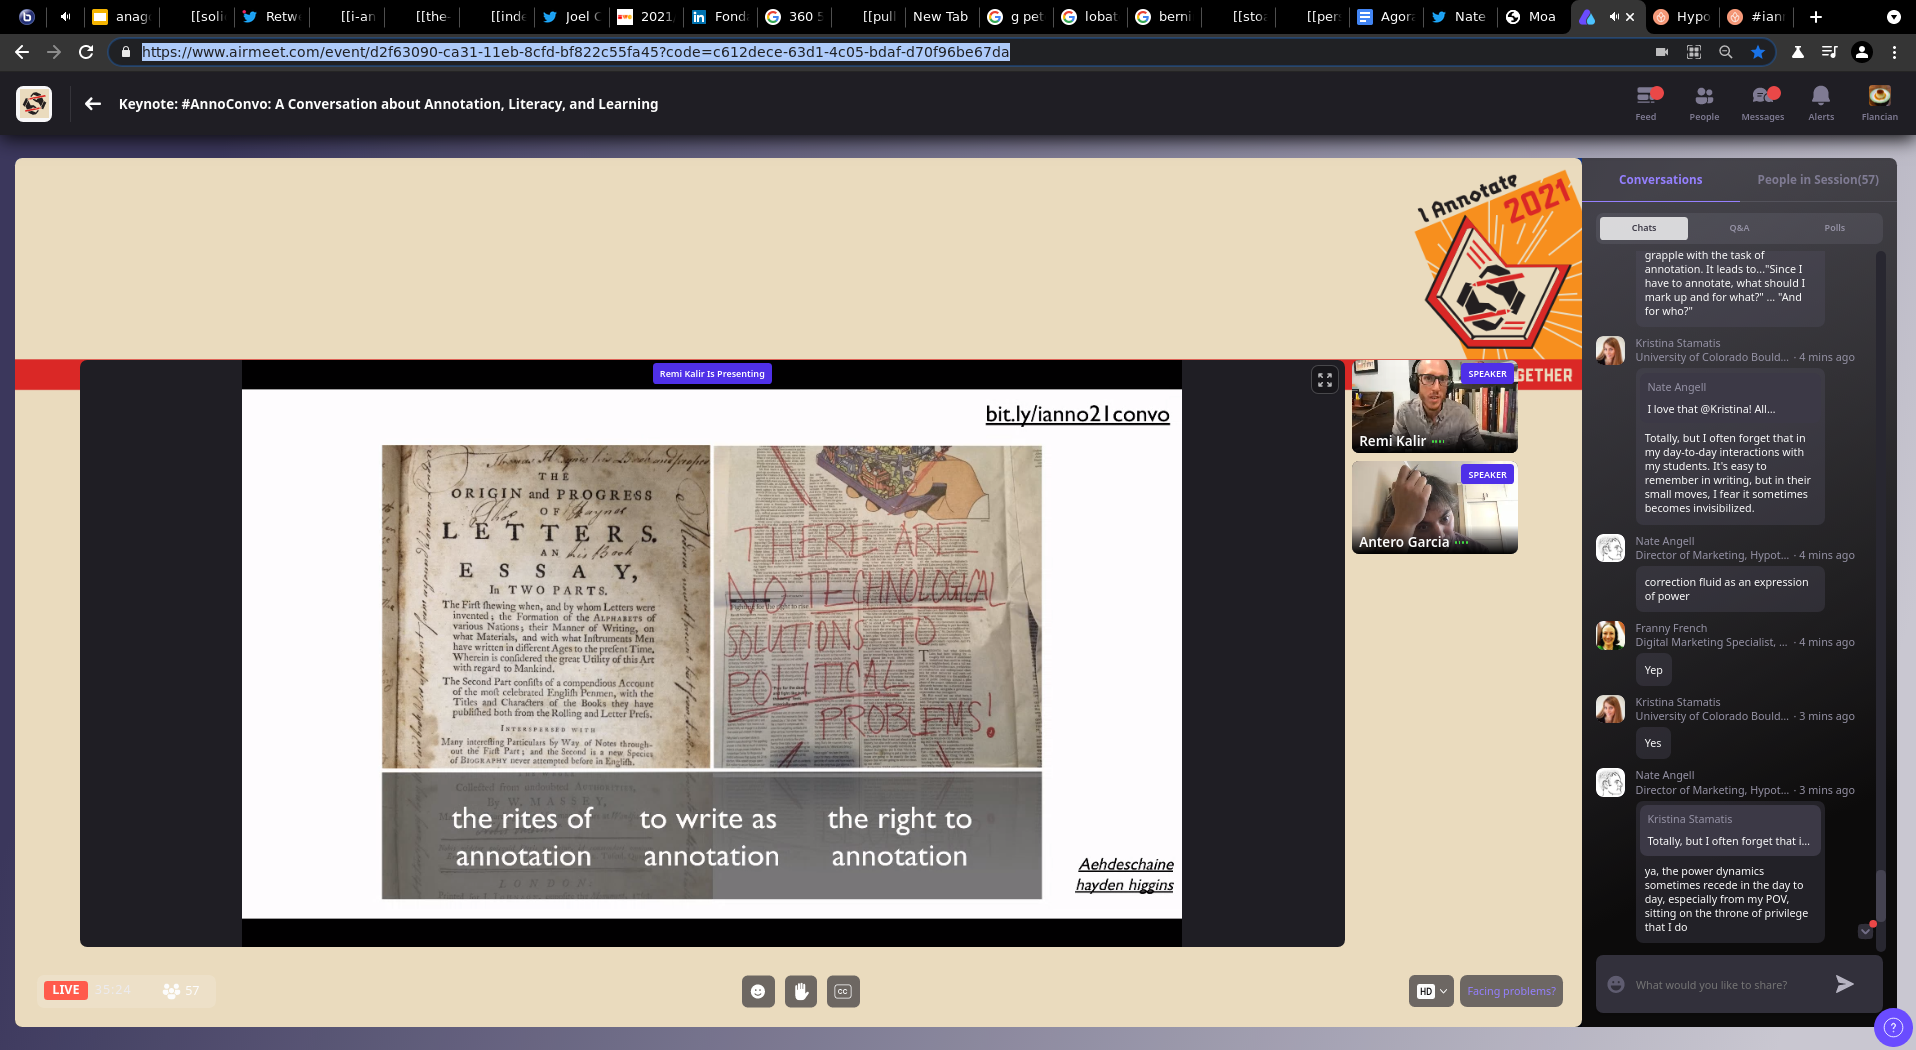 anag
[[soli
Retw
[[i-an
[[the-
[[inde
Joel C
2021
Fond
360 S
[[pull
New Tab
g pet
lobat
berni
[[stoa
[[pers
Agora
Nate
Moa
Hypo
#ian
https://www.airmeet.com/event/d2f63090-ca31-11eb-8cfd-bf822c55fa45?code=c612dece-63d1-4c05-bdaf-d70f96be67da
Keynote: #AnnoConvo: A Conversation about Annotation, Literacy, and Learning
Feed
People
Messages
Alerts
Flancian
I Annotate
2021
GETHER
Remi Kalir Is Presenting
bit.ly/ianno21convo
THE
ORIGIN and PROGRESS
OF
LETTERS.
AN his Book
ESSAY,
In TWO PARTS.
The First shewing when, and by whom Letters were
invented; the Formation of the ALPHABETS of
various Nations; their Manner of Writing, on
what Materials, and with what Instruments Men
have written in different Ages to the present Time.
Wherein is considered the great Utility of this Art
with regard to Mankind.
The Second Part consists of a compendious Account
of the most celebrated English Penmen, with the
Titles and Characters of the Books they have
published both from the Rolling and Letter Press.
INTERSPERSED WITH
Many interesting Particulars by Way of Notes through-
out the First Part; and the Second is a new Species
of BIOGRAPHY never attempted before in English.
Collected from undoubted AUTHORITIES,
By W. MASSEY,
LONDON,
THERE ARE
NO TECHNOLOGICAL
SOLUTIONS TO
POLITICAL
PROBLEMS!
the rites of
annotation
to write as
annotation
the right to
annotation
Aehdeschaine
hayden higgins
SPEAKER
Remi Kalir
SPEAKER
Antero Garcia
LIVE
55:24
57
CC
HD
Facing problems?
Conversations
People in Session(57)
Chats
Q&A
Polls
grapple with the task of
annotation. It leads to..."Since I
have to annotate, what should I
mark up and for what?" ... "And
for who?"
Kristina Stamatis
University of Colorado Bould... · 4 mins ago
Nate Angell
I love that @Kristina! All...
Totally, but I often forget that in
my day-to-day interactions with
my students. It's easy to
remember in writing, but in their
small moves, I fear it sometimes
becomes invisibilized.
Nate Angell
Director of Marketing, Hypot... · 4 mins ago
correction fluid as an expression
of power
Franny French
Digital Marketing Specialist, ... · 4 mins ago
Yep
Kristina Stamatis
University of Colorado Bould... · 3 mins ago
Yes
Nate Angell
Director of Marketing, Hypot... · 3 mins ago
Kristina Stamatis
Totally, but I often forget that i...
ya, the power dynamics
sometimes recede in the day to
day, especially from my POV,
sitting on the throne of privilege
that I do
What would you like to share?